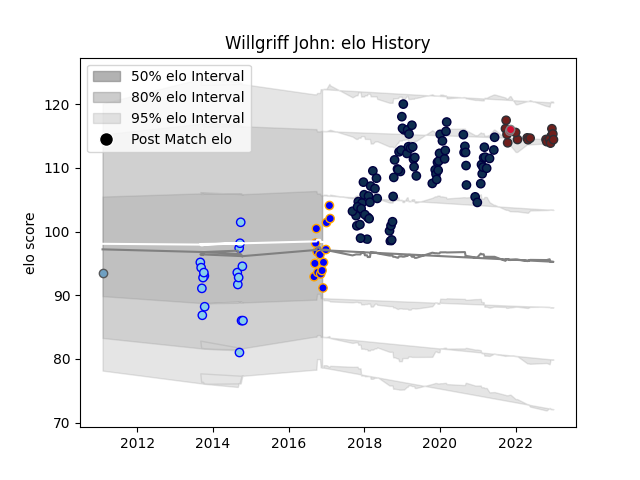 Willgriff John: elo History
50% elo Interval
80% elo Interval
95% elo Interval
Post Match elo
elo score
120
110
100
90
80
70
2012 2014 2016 2018 2020 2022